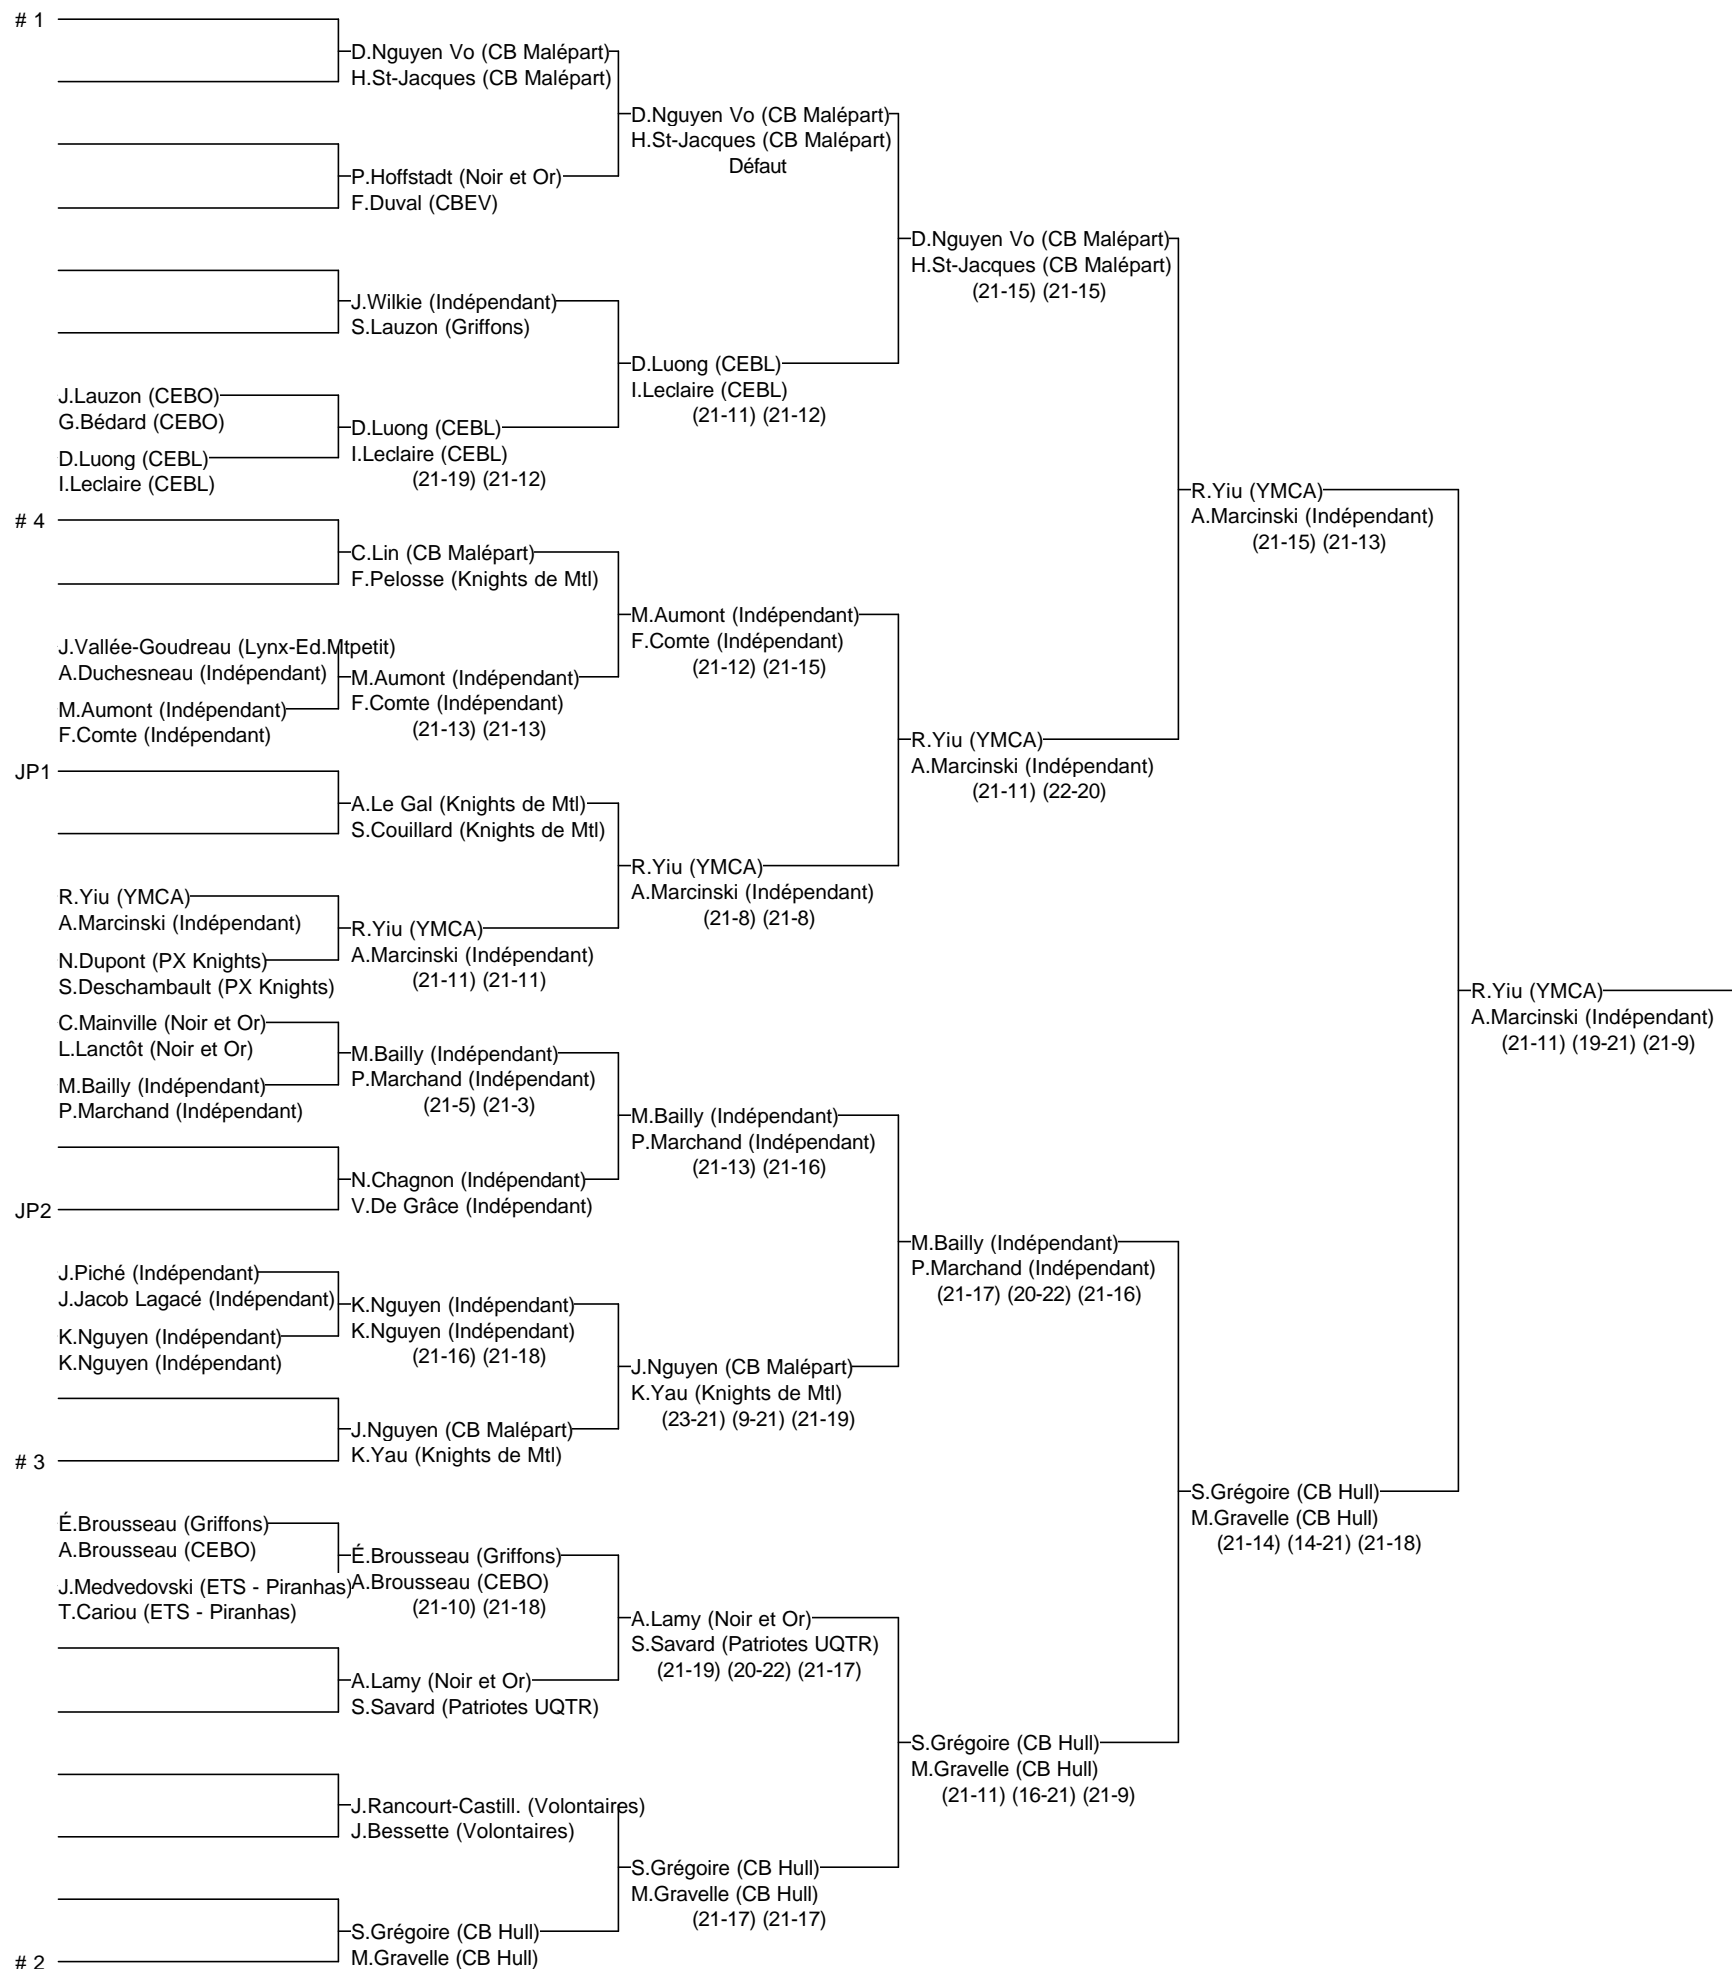 # 1
D.Nguyen Vo (CB Malépart)
H.St-Jacques (CB Malépart)
D.Nguyen Vo (CB Malépart)
H.St-Jacques (CB Malépart)
Défaut
P.Hoffstadt (Noir et Or)
F.Duval (CBEV)
D.Nguyen Vo (CB Malépart)
H.St-Jacques (CB Malépart)
(21-15) (21-15)
J.Wilkie (Indépendant)
S.Lauzon (Griffons)
D.Luong (CEBL)
I.Leclaire (CEBL)
(21-11) (21-12)
J.Lauzon (CEBO)
G.Bédard (CEBO)
D.Luong (CEBL)
I.Leclaire (CEBL)
(21-19) (21-12)
D.Luong (CEBL)
I.Leclaire (CEBL)
R.Yiu (YMCA)
A.Marcinski (Indépendant)
(21-15) (21-13)
# 4
C.Lin (CB Malépart)
F.Pelosse (Knights de Mtl)
M.Aumont (Indépendant)
F.Comte (Indépendant)
(21-12) (21-15)
J.Vallée-Goudreau (Lynx-Ed.Mtpetit)
A.Duchesneau (Indépendant)
M.Aumont (Indépendant)
F.Comte (Indépendant)
(21-13) (21-13)
M.Aumont (Indépendant)
F.Comte (Indépendant)
R.Yiu (YMCA)
A.Marcinski (Indépendant)
(21-11) (22-20)
JP1
A.Le Gal (Knights de Mtl)
S.Couillard (Knights de Mtl)
R.Yiu (YMCA)
A.Marcinski (Indépendant)
(21-8) (21-8)
R.Yiu (YMCA)
A.Marcinski (Indépendant)
R.Yiu (YMCA)
A.Marcinski (Indépendant)
(21-11) (21-11)
N.Dupont (PX Knights)
S.Deschambault (PX Knights)
R.Yiu (YMCA)
A.Marcinski (Indépendant)
(21-11) (19-21) (21-9)
C.Mainville (Noir et Or)
L.Lanctôt (Noir et Or)
M.Bailly (Indépendant)
P.Marchand (Indépendant)
(21-5) (21-3)
M.Bailly (Indépendant)
P.Marchand (Indépendant)
M.Bailly (Indépendant)
P.Marchand (Indépendant)
(21-13) (21-16)
N.Chagnon (Indépendant)
V.De Grâce (Indépendant)
JP2
M.Bailly (Indépendant)
P.Marchand (Indépendant)
(21-17) (20-22) (21-16)
J.Piché (Indépendant)
J.Jacob Lagacé (Indépendant)
K.Nguyen (Indépendant)
K.Nguyen (Indépendant)
(21-16) (21-18)
K.Nguyen (Indépendant)
K.Nguyen (Indépendant)
J.Nguyen (CB Malépart)
K.Yau (Knights de Mtl)
(23-21) (9-21) (21-19)
J.Nguyen (CB Malépart)
K.Yau (Knights de Mtl)
# 3
S.Grégoire (CB Hull)
M.Gravelle (CB Hull)
(21-14) (14-21) (21-18)
É.Brousseau (Griffons)
A.Brousseau (CEBO)
É.Brousseau (Griffons)
A.Brousseau (CEBO)
(21-10) (21-18)
J.Medvedovski (ETS - Piranhas)
T.Cariou (ETS - Piranhas)
A.Lamy (Noir et Or)
S.Savard (Patriotes UQTR)
(21-19) (20-22) (21-17)
A.Lamy (Noir et Or)
S.Savard (Patriotes UQTR)
S.Grégoire (CB Hull)
M.Gravelle (CB Hull)
(21-11) (16-21) (21-9)
J.Rancourt-Castill. (Volontaires)
J.Bessette (Volontaires)
S.Grégoire (CB Hull)
M.Gravelle (CB Hull)
(21-17) (21-17)
S.Grégoire (CB Hull)
M.Gravelle (CB Hull)
# 2